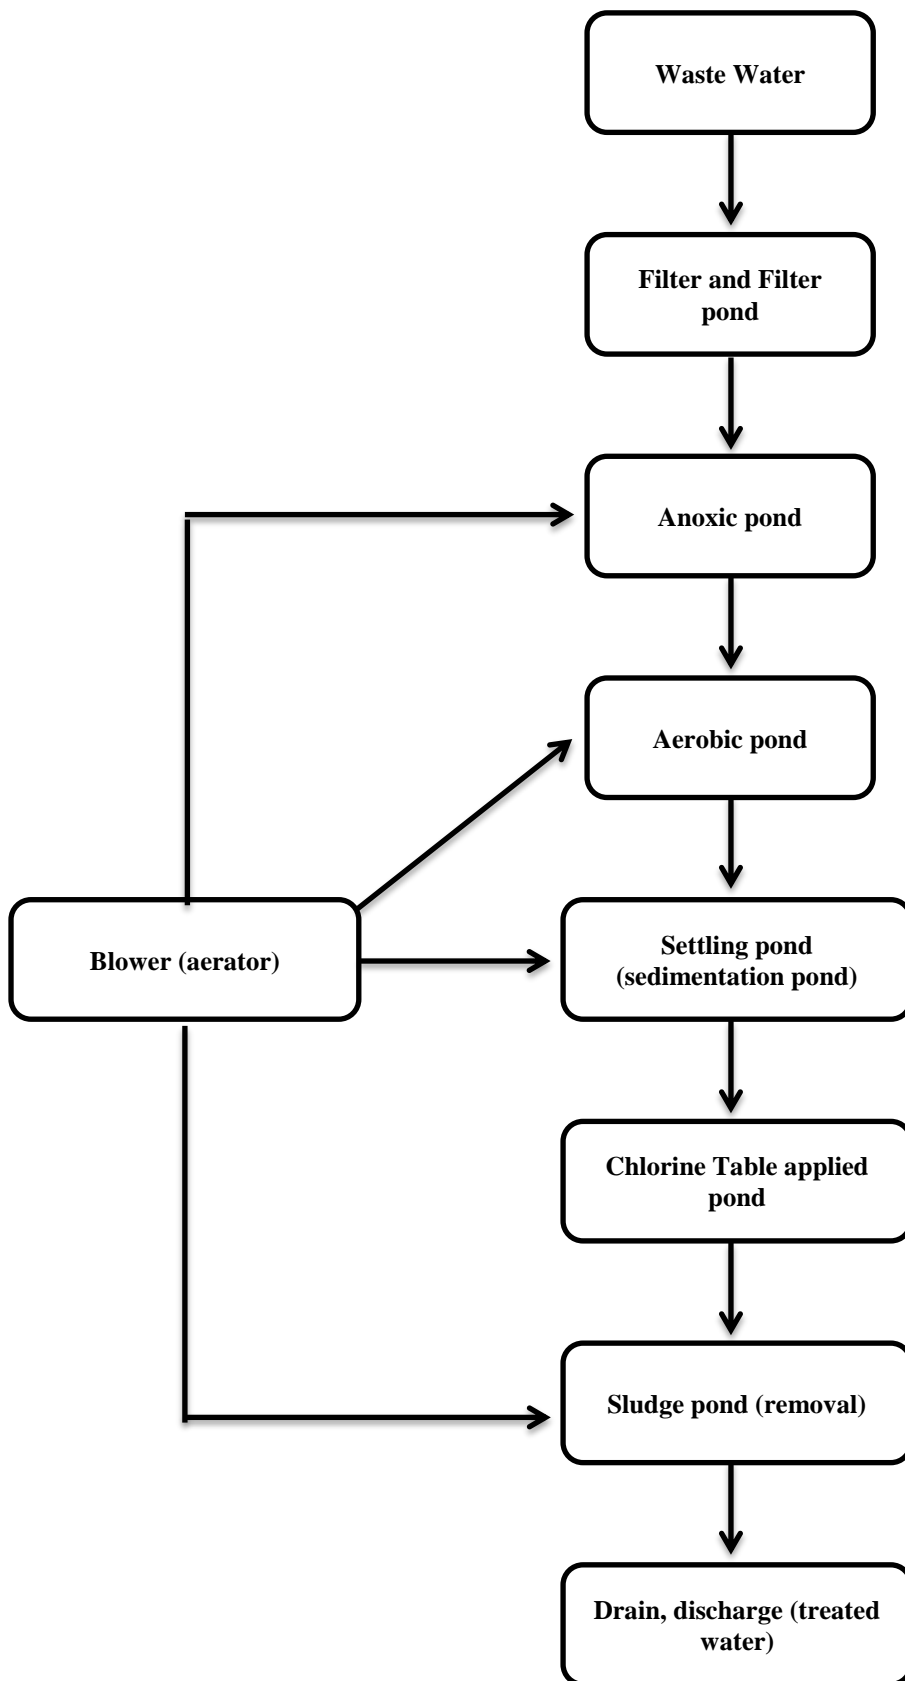 Waste Water
Filter and Filter
pond
Anoxic pond
Aerobic pond
Blower (aerator)
Settling pond
(sedimentation pond)
Chlorine Table applied
pond
Sludge pond (removal)
Drain, discharge (treated
water)